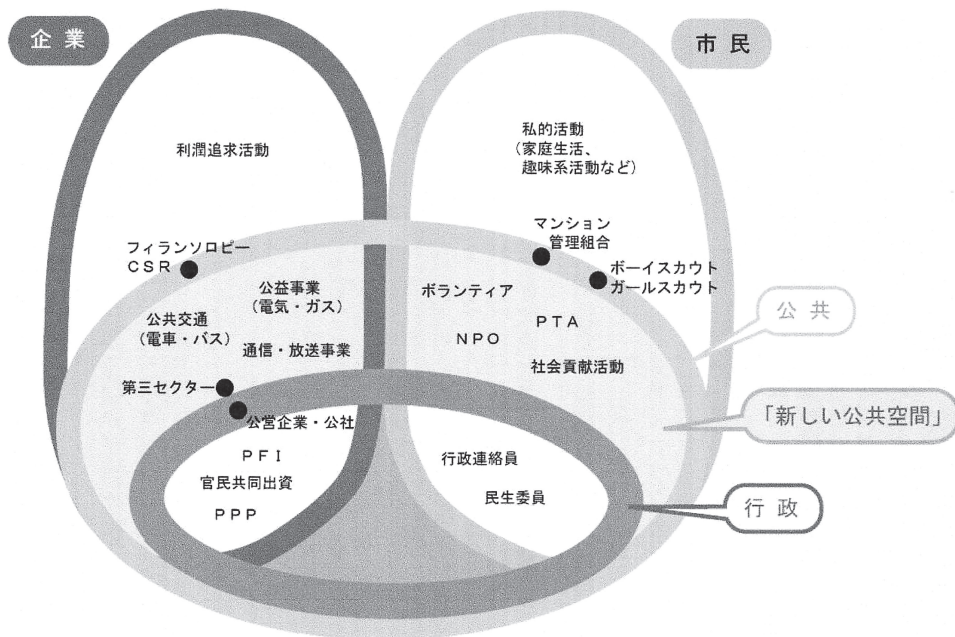 企業
市民
利潤追求活動
私的活動
（家庭生活、
趣味系活動など）
フィランソロピー
ＣＳＲ
マンション
管理組合
ボーイスカウト
ガールスカウト
公益事業
（電気・ガス）
公共交通
（電車・バス）
通信・放送事業
ボランティア
ＰＴＡ
ＮＰＯ
社会貢献活動
公共
第三セクター
公営企業・公社
「新しい公共空間」
ＰＦＩ
官民共同出資
ＰＰＰ
行政連絡員
民生委員
行政